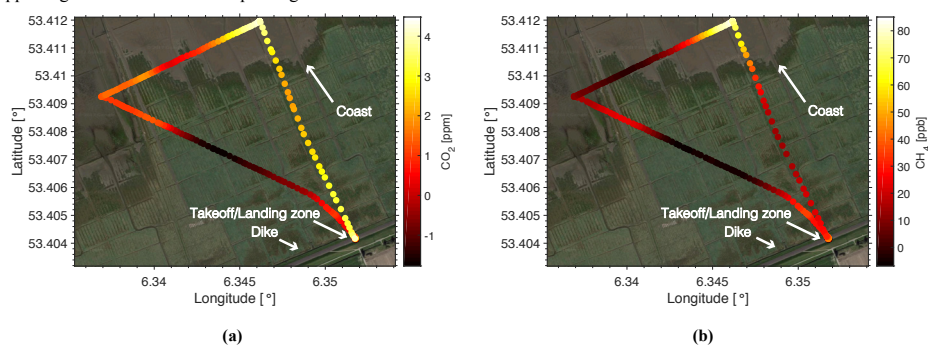 53.412
53.411
53.41
53.409
53.408
53.407
53.406
53.405
53.404
Latitude [°]
6.34
6.345
6.35
Longitude [°]
Coast
Takeoff/Landing zone
Dike
4
3
2
1
0
-1
CO2 [ppm]
(a)
53.412
53.411
53.41
53.409
53.408
53.407
53.406
53.405
53.404
Latitude [°]
6.34
6.345
6.35
Longitude [°]
Coast
Takeoff/Landing zone
Dike
80
70
60
50
40
30
20
10
0
CH4 [ppb]
(b)